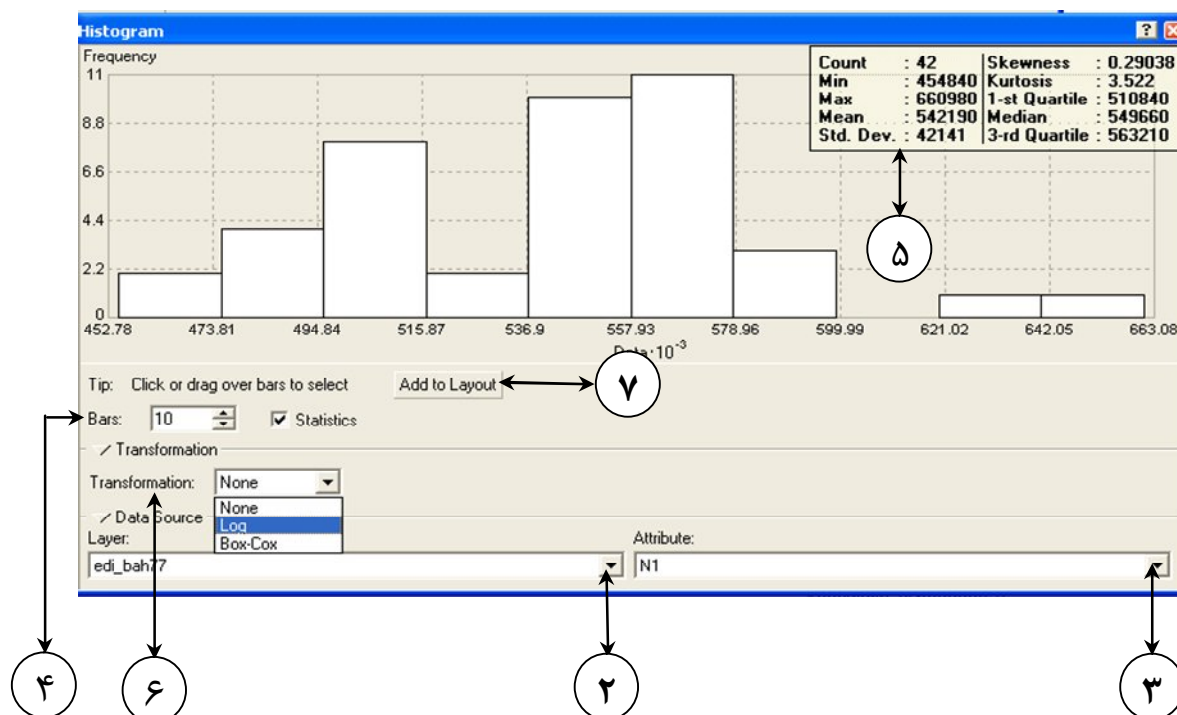 Histogram
Frequency
Count : 42 Skewness : 0.29038
Min : 454840 Kurtosis : 3.522
Max : 660980 1-st Quartile : 510840
Mean : 542190 Median : 549660
Std. Dev. : 42141 3-rd Quartile : 563210
11
8.8
6.6
4.4
2.2
0
۵
452.78 473.81 494.84 515.87 536.9 557.93 578.96 599.99 621.02 642.05 663.08
Data·10⁻³
Tip: Click or drag over bars to select Add to Layout
۷
Bars: 10 Statistics
Transformation
Transformation: None
None
Log
Box-Cox
Data Source
Layer: Attribute:
edi_bah77 N1
۴ ۶ ۲ ۳